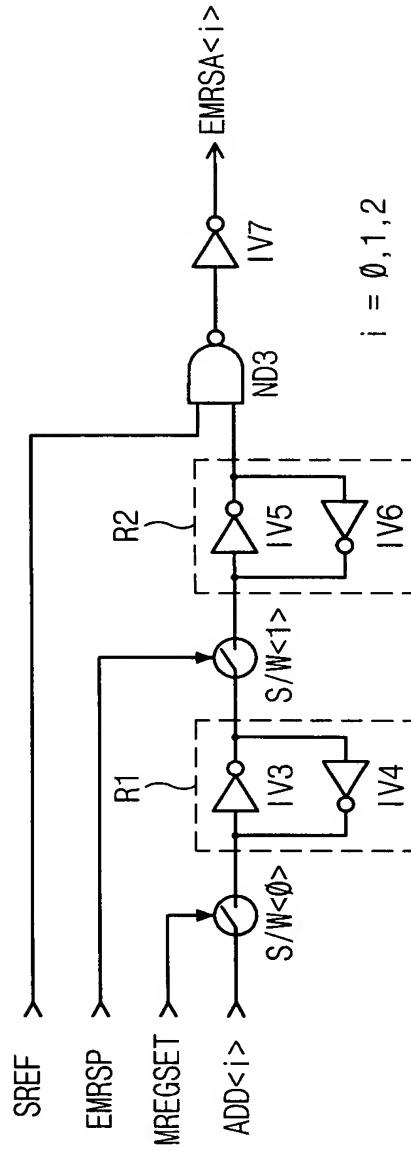 SREF
EMRSP
MREGSET
ADD<i>
S/W<0>
R1
IV3
IV4
S/W<1>
R2
IV5
IV6
ND3
IV7
EMRSA<i>
i = 0,1,2